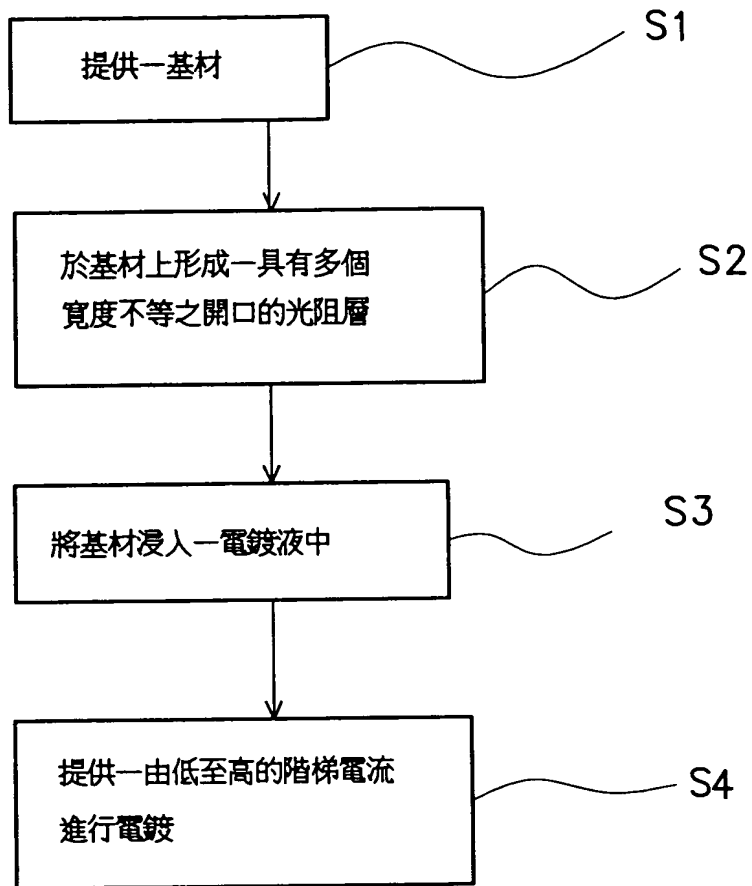 提供一基材
S1
於基材上形成一具有多個
寬度不等之開口的光阻層
S2
將基材浸入一電鍍液中
S3
提供一由低至高的階梯電流
進行電鍍
S4